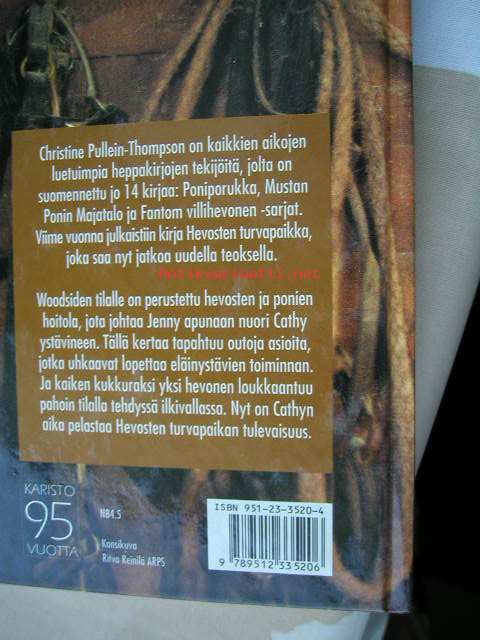 Christine Pullein-Thompson on kaikkien aikojen
luetuimpia heppakirjojen tekijöitä, jolta on
suomennettu jo 14 kirjaa: Poniporukka, Mustan
Ponin Majatalo ja Fantom villihevonen -sarjat.
Viime vuonna julkaistiin kirja Hevosten turvapaikka,
joka saa nyt jatkoa uudella teoksella.
Woodsiden tilalle on perustettu hevosten ja ponien
hoitola, jota johtaa Jenny apunaan nuori Cathy
ystävineen. Tällä kertaa tapahtuu outoja asioita,
jotka uhkaavat lopettaa eläinystävien toiminnan.
Ja kaiken kukkuraksi yksi hevonen loukkaantuu
pahoin tilalla tehdyssä ilkivallassa. Nyt on Cathyn
aika pelastaa Hevosten turvapaikan tulevaisuus.
KARISTO
95
VUOTTA
N84.5
Kansikuva
Ritva Reinilä ARPS
ISBN 951-23-3520-4
9 789512 335206